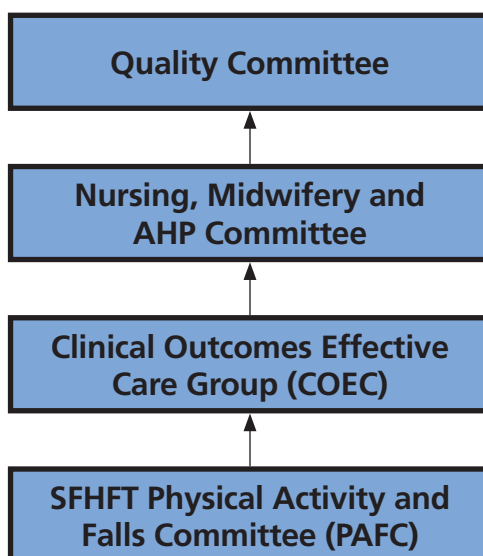 Quality Committee
Nursing, Midwifery and
AHP Committee
Clinical Outcomes Effective
Care Group (COEC)
SFHFT Physical Activity and
Falls Committee (PAFC)